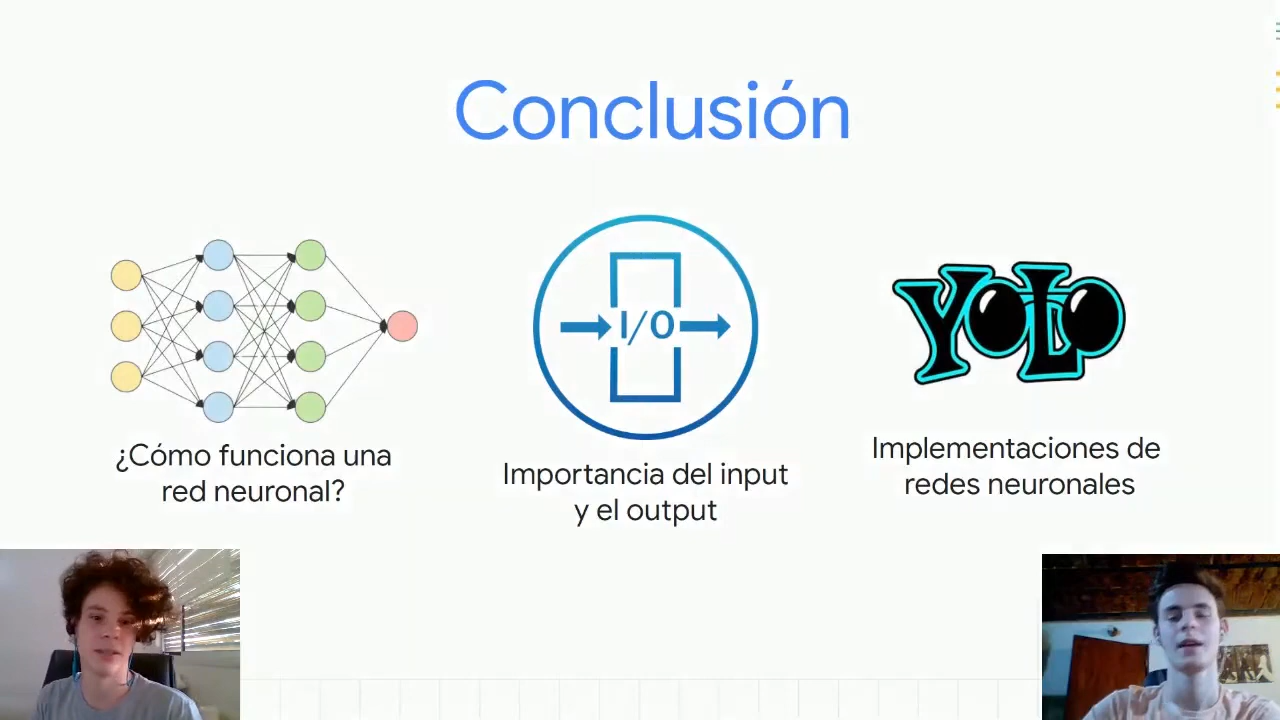 Conclusión
I/O
YOLO
¿Cómo funciona una
red neuronal?
Importancia del input
y el output
Implementaciones de
redes neuronales